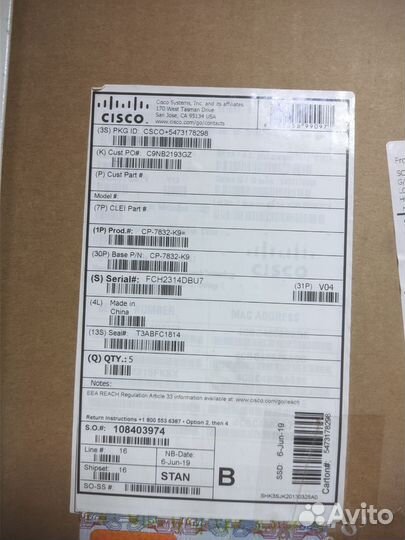 CISCO
Cisco Systems, Inc. and its affiliates.
170 West Tasman Drive
San Jose, CA 95134 USA
www.cisco.com/go/contacts
(3S) PKG ID: CSCO+5473178298
(K) Cust PO#. C9NB2193GZ
(P) Cust Part#:
Model #:
(7P) CLEI Part #
(1P) Prod.#: CP-7832-K9=
(30P) Base P/N: CP-7832-K9
(S) Serial#: FCH2314DBU7
(31P) V04
(4L) Made in
China
(13S) Seal#: T3ABFC1814
(Q) QTY.: 5
Notes:
EEA REACH Regulation Article 33 information available at: www.cisco.com/go/reach
Return Instructions +1 800 553 6387 • Option 2, then 4
S.O.#: 108403974
Line #: 16
NB-Date:
6-Jun-19
Shipset: 16
STAN
SO-SS #:
B
SSD: 6-Jun-19
Carton#: 5473178298
Avito